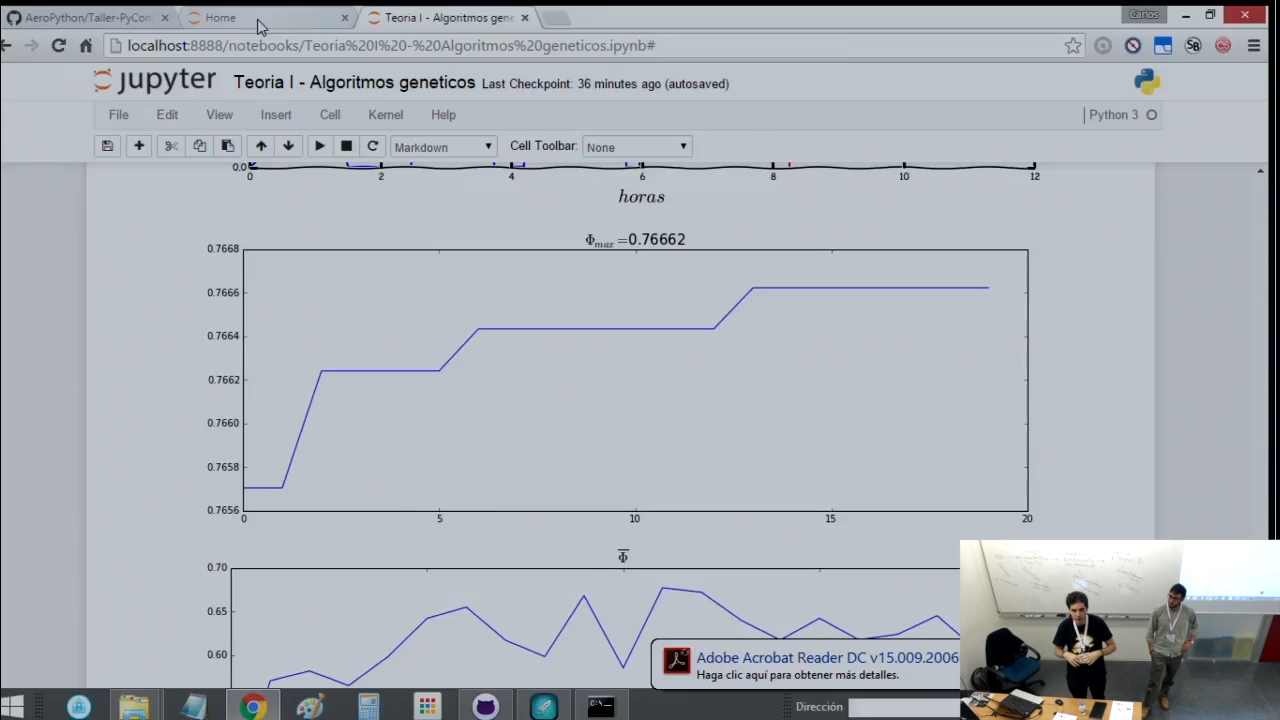 AeroPython/Taller-PyCon
Home
Teoria I - Algoritmos gene
Carlos
localhost:8888/notebooks/Teoria%20I%20-%20Algoritmos%20geneticos.ipynb#
jupyter Teoria I - Algoritmos geneticos Last Checkpoint: 36 minutes ago (autosaved)
File Edit View Insert Cell Kernel Help Python 3
Markdown Cell Toolbar: None
0.0
0 2 4 6 8 10 12
horas
Φmax=0.76662
0.7668
0.7666
0.7664
0.7662
0.7660
0.7658
0.7656
0 5 10 15 20
Φ̅
0.70
0.65
0.60
Adobe Acrobat Reader DC v15.009.2006
Haga clic aquí para obtener más detalles.
Dirección